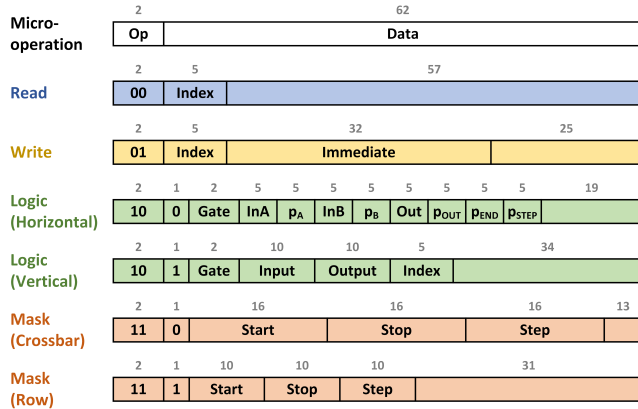 2 62
Micro-
operation Op Data
2 5 57
Read 00 Index
2 5 32 25
Write 01 Index Immediate
2 1 2 5 5 5 5 5 5 5 5 19
Logic
(Horizontal) 10 0 Gate InA pA InB pB Out pOUT pEND pSTEP
2 1 2 10 10 5 34
Logic
(Vertical) 10 1 Gate Input Output Index
2 1 16 16 16 13
Mask
(Crossbar) 11 0 Start Stop Step
2 1 10 10 10 31
Mask
(Row) 11 1 Start Stop Step